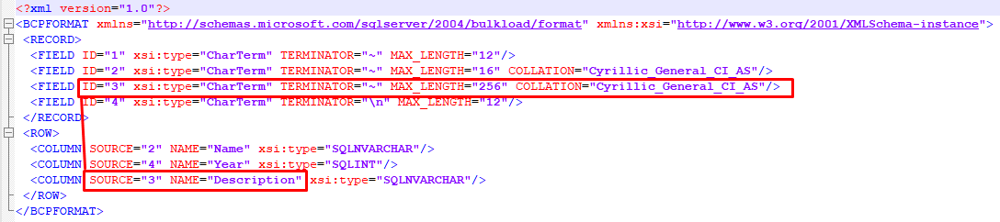 <?xml version="1.0"?>
<BCPFORMAT xmlns="http://schemas.microsoft.com/sqlserver/2004/bulkload/format" xmlns:xsi="http://www.w3.org/2001/XMLSchema-instance">
<RECORD>
<FIELD ID="1" xsi:type="CharTerm" TERMINATOR="~" MAX_LENGTH="12"/>
<FIELD ID="2" xsi:type="CharTerm" TERMINATOR="~" MAX_LENGTH="16" COLLATION="Cyrillic_General_CI_AS"/>
<FIELD ID="3" xsi:type="CharTerm" TERMINATOR="~" MAX_LENGTH="256" COLLATION="Cyrillic_General_CI_AS"/>
<FIELD ID="4" xsi:type="CharTerm" TERMINATOR="\n" MAX_LENGTH="12"/>
</RECORD>
<ROW>
<COLUMN SOURCE="2" NAME="Name" xsi:type="SQLNVARCHAR"/>
<COLUMN SOURCE="4" NAME="Year" xsi:type="SQLINT"/>
<COLUMN SOURCE="3" NAME="Description" xsi:type="SQLNVARCHAR"/>
</ROW>
</BCPFORMAT>